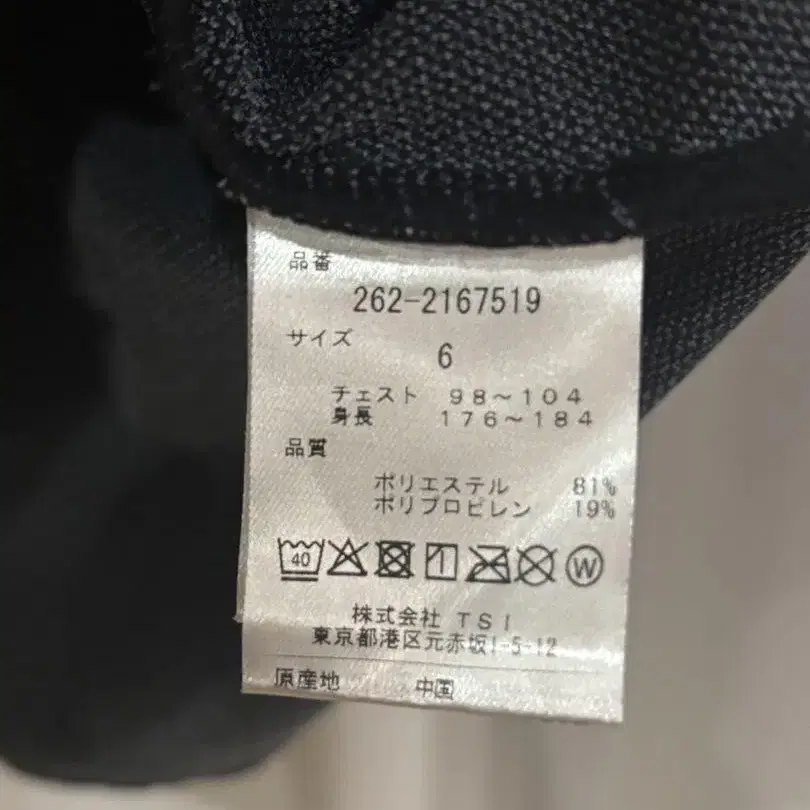 品番
262-2167519
サイズ
6
チェスト 98～104
身長 176～184
品質
ポリエステル 81%
ポリプロピレン 19%
40 W
株式会社 TSI
東京都港区元赤坂1-5-12
原産地 中国